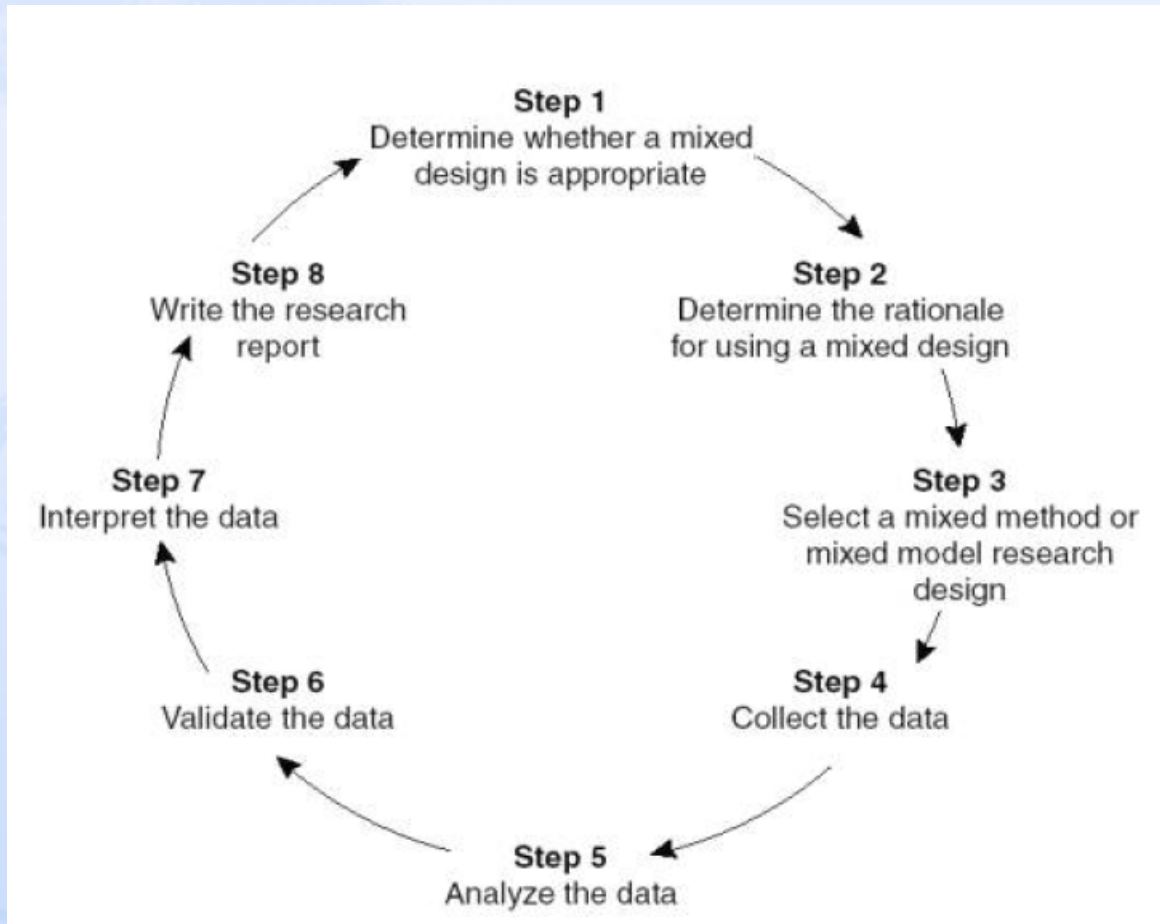 Step 1
Determine whether a mixed
design is appropriate
Step 2
Determine the rationale
for using a mixed design
Step 3
Select a mixed method or
mixed model research
design
Step 4
Collect the data
Step 5
Analyze the data
Step 6
Validate the data
Step 7
Interpret the data
Step 8
Write the research
report